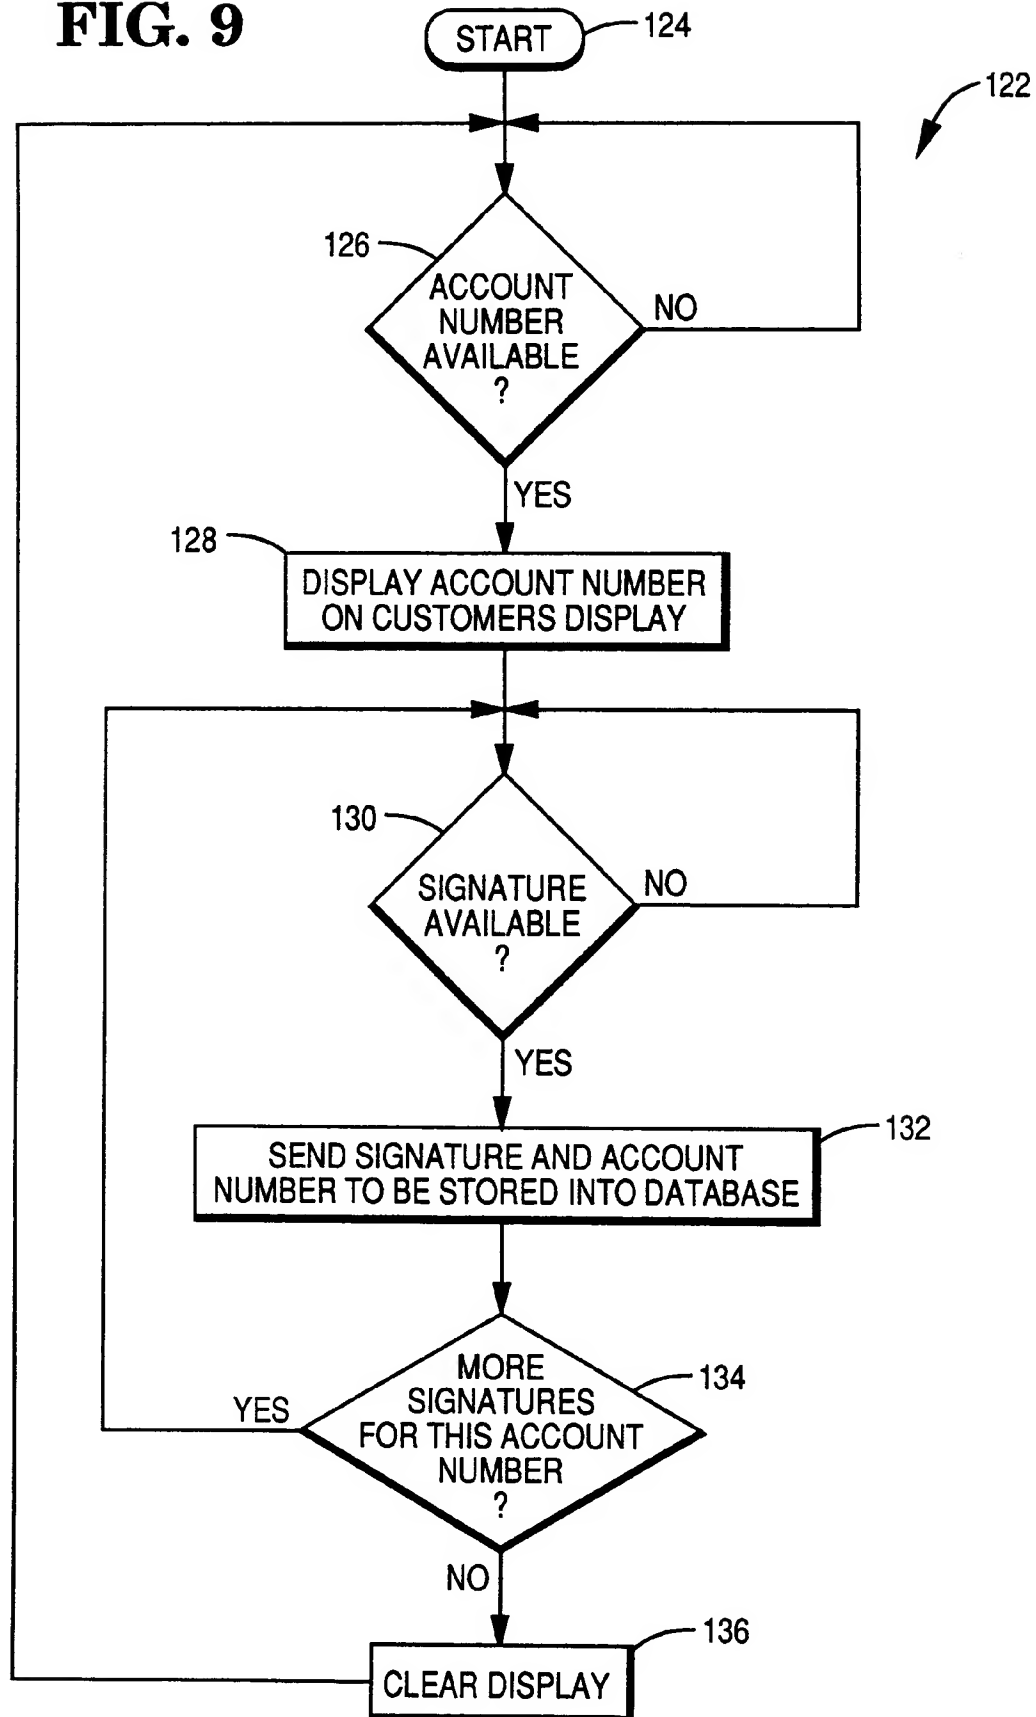 FIG. 9
START
124
122
126
ACCOUNT
NUMBER
AVAILABLE
?
NO
YES
128
DISPLAY ACCOUNT NUMBER
ON CUSTOMERS DISPLAY
130
SIGNATURE
AVAILABLE
?
NO
YES
132
SEND SIGNATURE AND ACCOUNT
NUMBER TO BE STORED INTO DATABASE
134
MORE
SIGNATURES
FOR THIS ACCOUNT
NUMBER
?
YES
NO
136
CLEAR DISPLAY